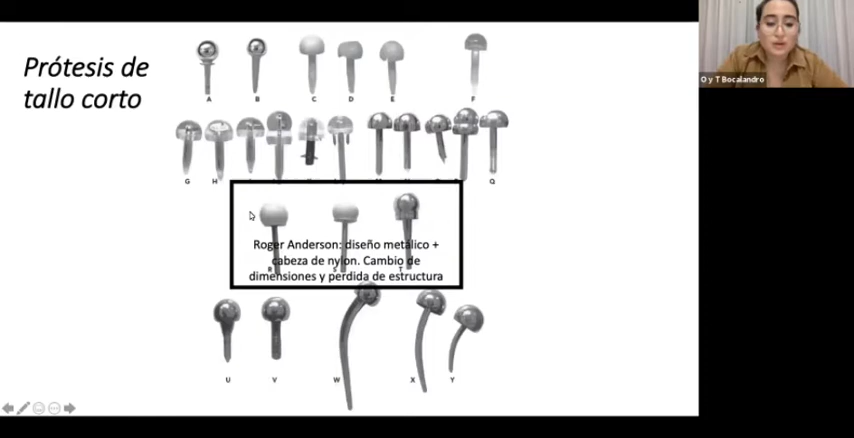 Prótesis de
tallo corto
O y T Bocalandro
A B C D E F
G H Q
Roger Anderson: diseño metálico +
cabeza de nylon. Cambio de
dimensiones y perdida de estructura
U V W X Y